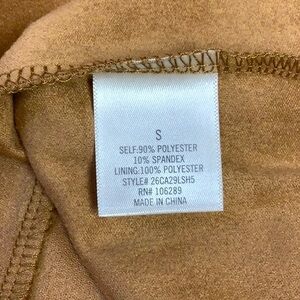 S
SELF:90% POLYESTER
10% SPANDEX
LINING:100% POLYESTER
STYLE# 26CA29LSH5
RN# 106289
MADE IN CHINA